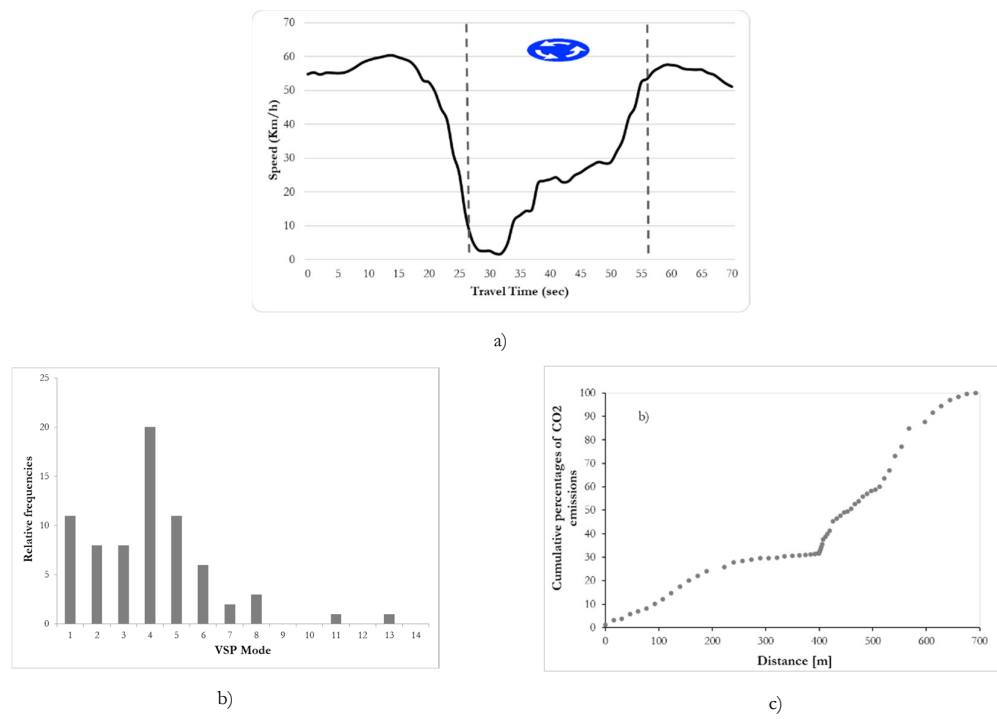 70
60
50
40
30
20
10
0
Speed (Km/h)
0 5 10 15 20 25 30 35 40 45 50 55 60 65 70
Travel Time (sec)
a)
25
20
15
10
5
0
Relative frequencies
1 2 3 4 5 6 7 8 9 10 11 12 13 14
VSP Mode
b)
100
90
80
70
60
50
40
30
20
10
0
Cumulative percentages of CO2
emissions
b)
0 100 200 300 400 500 600 700
Distance [m]
c)